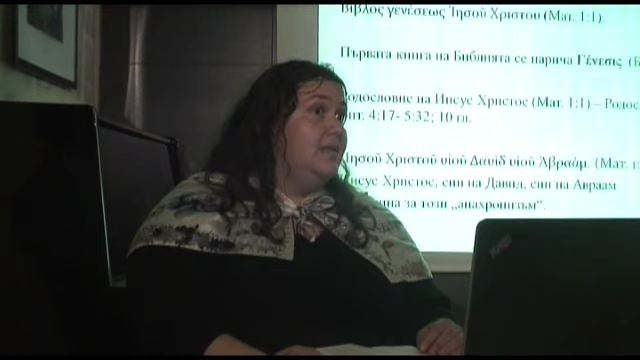 Βίβλος γενέσεως Ἰησοῦ Χριστοῦ (Мат. 1:1).
Първата книга на Библията се нарича Γένεσις (Б
Родословие на Иисус Христос (Мат. 1:1) – Родос
4:17- 5:32; 10 гл.
Ἰησοῦ Χριστοῦ υἱοῦ Δαυὶδ υἱοῦ Ἀβραάμ. (Мат. 1:
Иисус Христос, син на Давид, син на Авраам
за този „анахронизъм“.